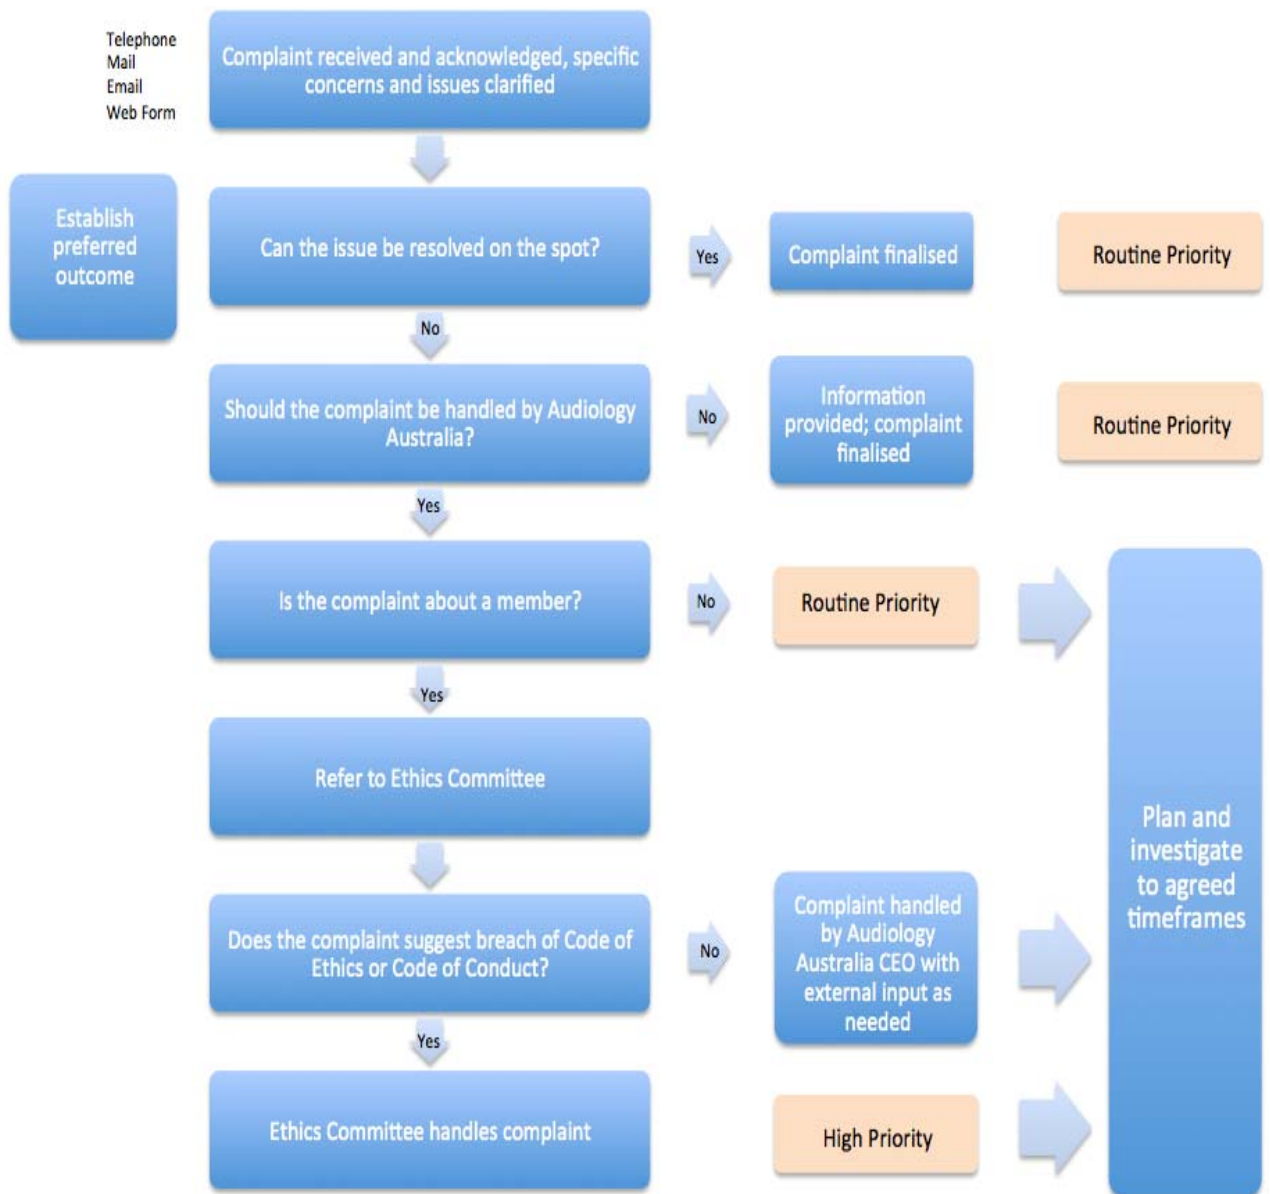 Telephone
Mail
Email
Web Form
Complaint received and acknowledged, specific
concerns and issues clarified
Establish
preferred
outcome
Can the issue be resolved on the spot?
Yes
Complaint finalised
Routine Priority
No
Should the complaint be handled by Audiology
Australia?
No
Information
provided; complaint
finalised
Routine Priority
Yes
Is the complaint about a member?
No
Routine Priority
Yes
Refer to Ethics Committee
Plan and
investigate
to agreed
timeframes
Does the complaint suggest breach of Code of
Ethics or Code of Conduct?
No
Complaint handled
by Audiology
Australia CEO with
external input as
needed
Yes
Ethics Committee handles complaint
High Priority